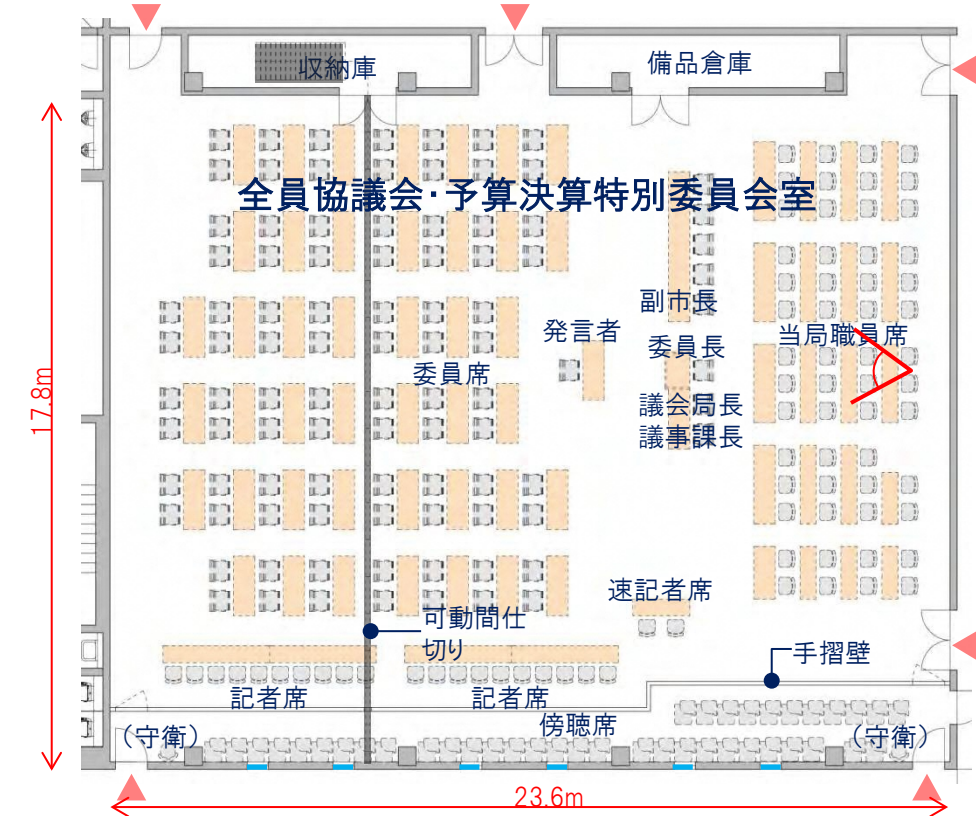 収納庫
備品倉庫
全員協議会・予算決算特別委員会室
副市長
発言者
委員長
当局職員席
委員席
議会局長
議事課長
17.8m
速記者席
可動間仕
切り
手摺壁
記者席
記者席
傍聴席
(守衛)
(守衛)
23.6m